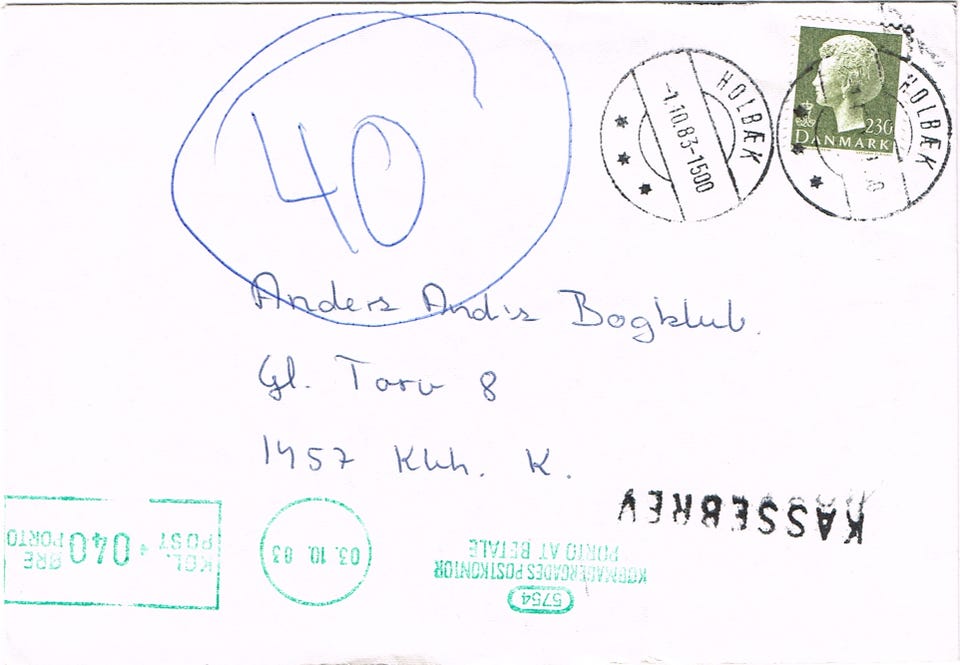 40
HOLBÆK
-1.10.83-1500
HOLBÆK
230
DANMARK
Anders And's Bogklub.
Gl. Torv 8
1457 Kbh. K.
KASSEBREV
5754
KØBMAGERGADES POSTKONTOR
PORTO AT BETALE
03.10.83
KGL. POST
040
ØRE PORTO